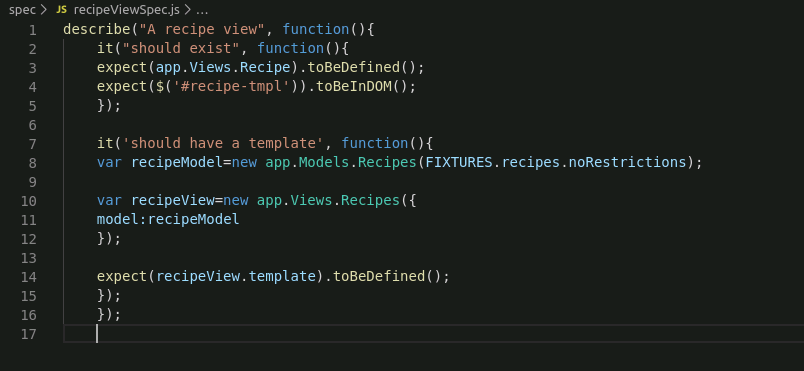 spec > JS recipeViewSpec.js > ...
1 describe("A recipe view", function(){
2 it("should exist", function(){
3 expect(app.Views.Recipe).toBeDefined();
4 expect($('#recipe-tmpl')).toBeInDOM();
5 });
6
7 it('should have a template', function(){
8 var recipeModel=new app.Models.Recipes(FIXTURES.recipes.noRestrictions);
9
10 var recipeView=new app.Views.Recipes({
11 model:recipeModel
12 });
13
14 expect(recipeView.template).toBeDefined();
15 });
16 });
17